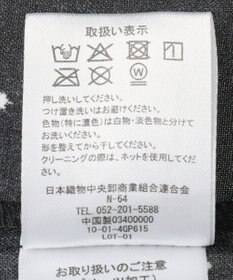 取扱い表示
押し洗いしてください。
つけ置き洗いはお避けください。
色物（特に濃色）は白物・淡色物と分けて
お洗いください。
形を整えてから干してください。
クリーニングの際は、ネットを使用してくだ
さい。
日本織物中央卸商業組合連合会
N-64
TEL 052-201-5588
中国製03400000
10-01-4GP615
LOT-01
お取扱いのご注意